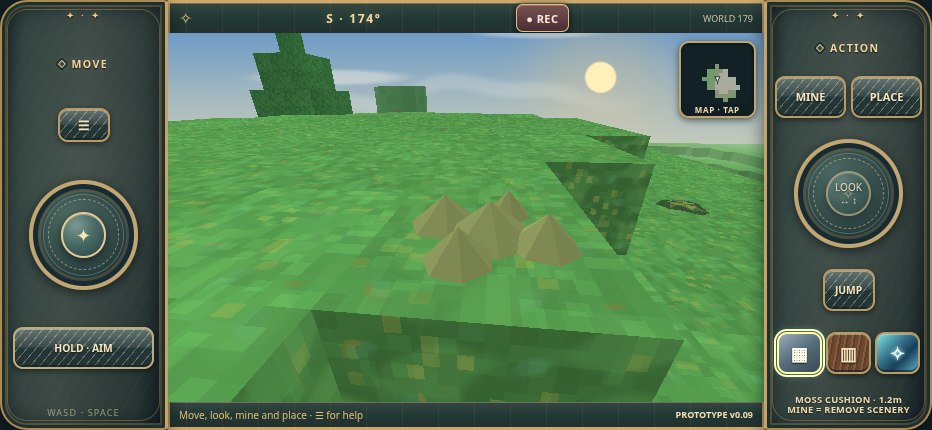 MOVE
☰
HOLD · AIM
WASD · SPACE
S · 174°
● REC
WORLD 179
MAP · TAP
Move, look, mine and place · ☰ for help
PROTOTYPE v0.09
ACTION
MINE
PLACE
LOOK
↔ ↕
JUMP
MOSS CUSHION · 1.2m
MINE = REMOVE SCENERY